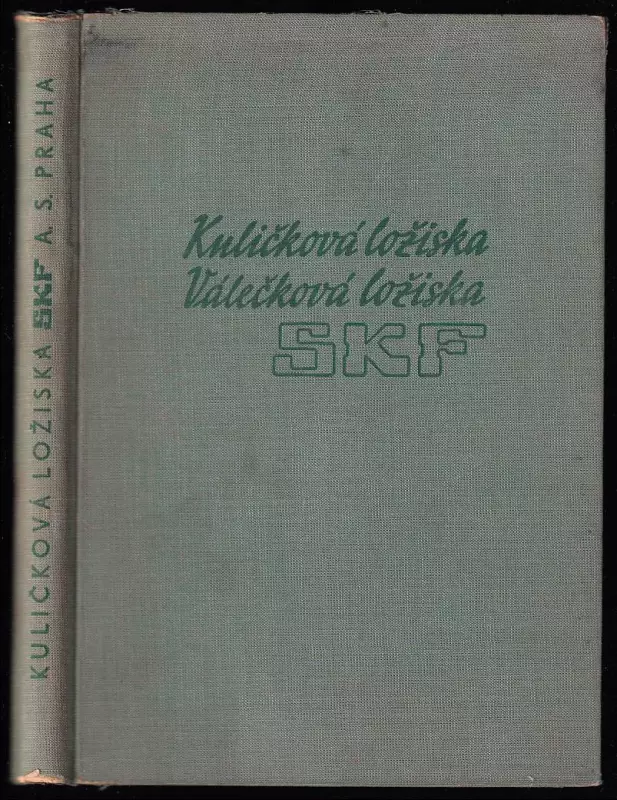 KULIČKOVÁ LOŽISKA SKF A. S. PRAHA
Kuličková ložiska
Válečková ložiska
SKF